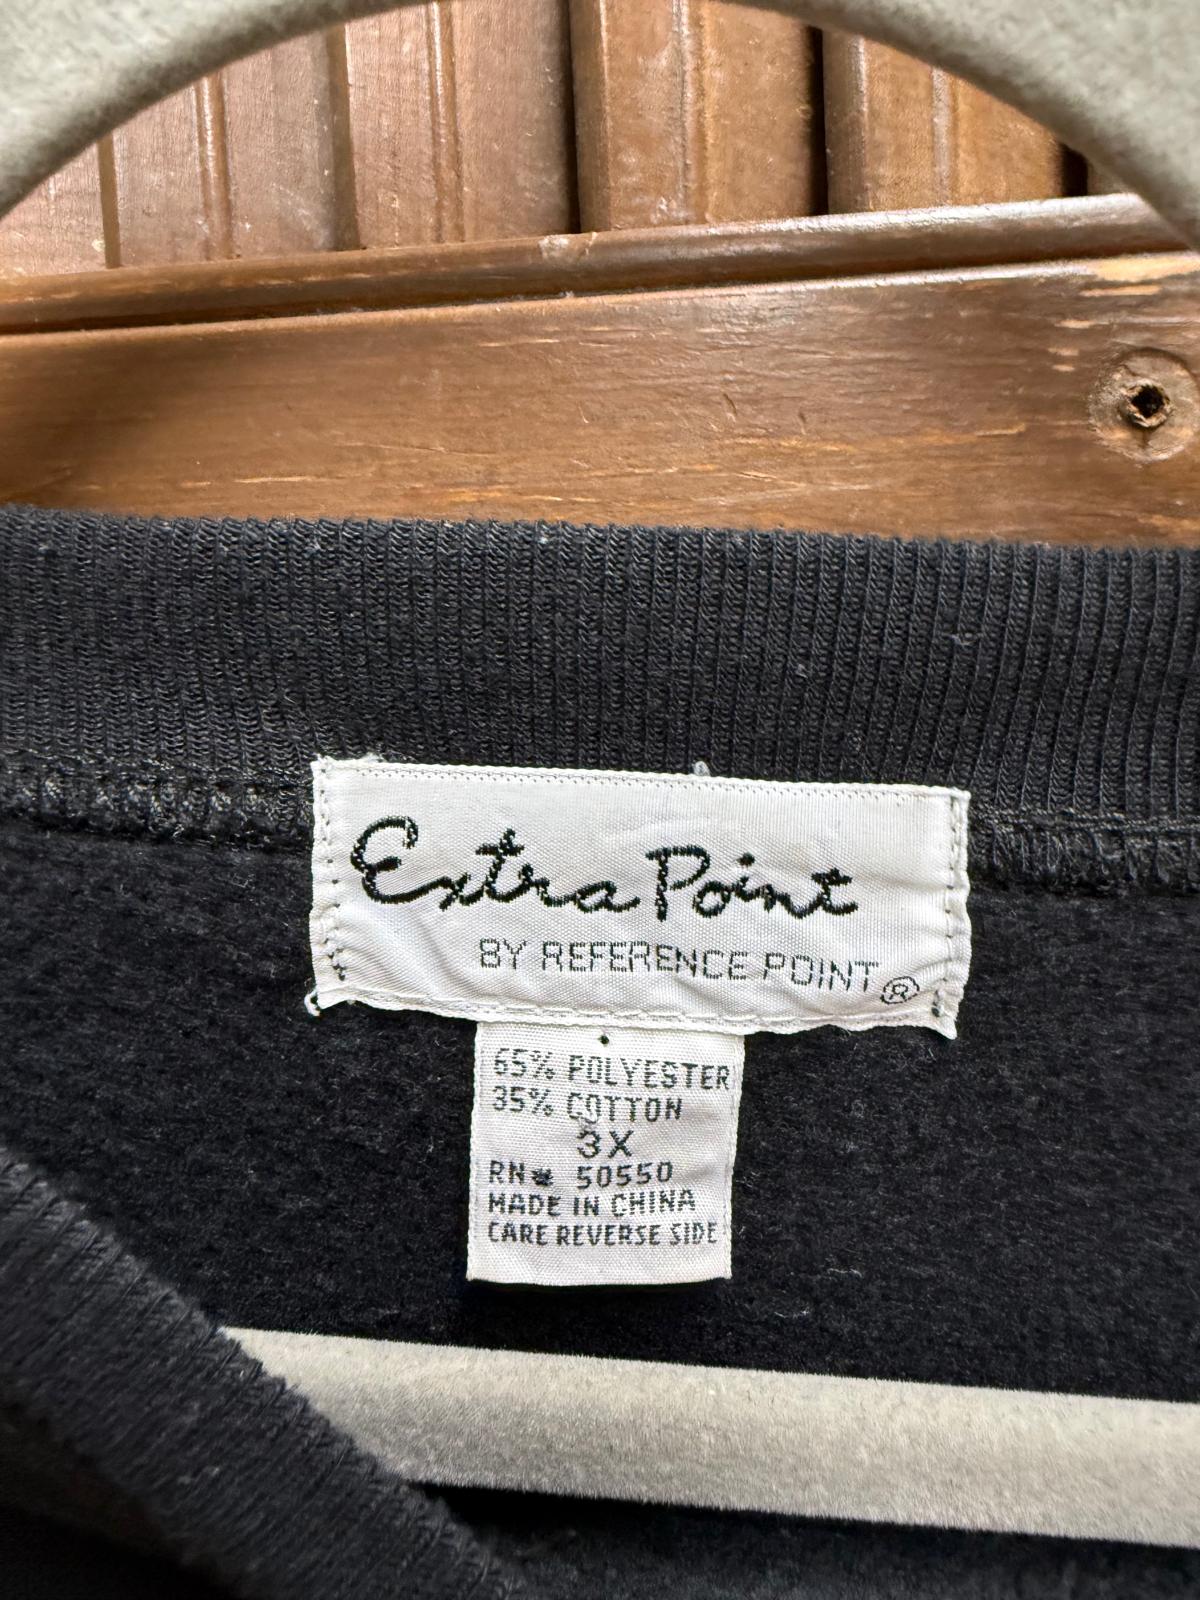 Extra Point
BY REFERENCE POINT®
65% POLYESTER
35% COTTON
3X
RN# 50550
MADE IN CHINA
CARE REVERSE SIDE